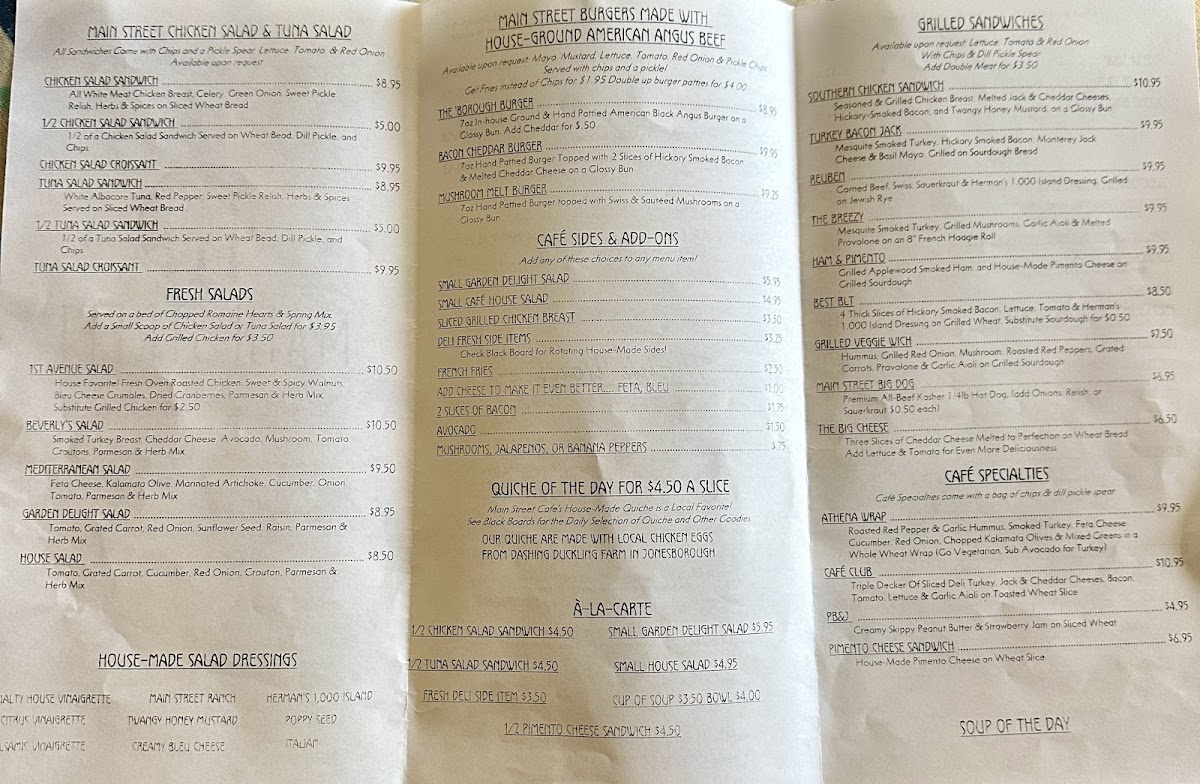 MAIN STREET CHICKEN SALAD & TUNA SALAD
All Sandwiches Come with Chips and a Pickle Spear, Lettuce, Tomato, & Red Onion
Available upon request
CHICKEN SALAD SANDWICH $8.95
All White Meat Chicken Breast, Celery, Green Onion, Sweet Pickle
Relish, Herbs & Spices on Sliced Wheat Bread
1/2 CHICKEN SALAD SANDWICH $5.00
1/2 of a Chicken Salad Sandwich Served on Wheat Bead, Dill Pickle, and
Chips
CHICKEN SALAD CROISSANT $9.95
TUNA SALAD SANDWICH $8.95
White Albacore Tuna, Red Pepper, Sweet Pickle Relish, Herbs & Spices
Served on Sliced Wheat Bread
1/2 TUNA SALAD SANDWICH $5.00
1/2 of a Tuna Salad Sandwich Served on Wheat Bead, Dill Pickle, and
Chips
TUNA SALAD CROISSANT $9.95
FRESH SALADS
Served on a bed of Chopped Romaine Hearts & Spring Mix
Add a Small Scoop of Chicken Salad or Tuna Salad for $3.95
Add Grilled Chicken for $3.50
1ST AVENUE SALAD $10.50
House Favorite! Fresh Oven Roasted Chicken, Sweet & Spicy Walnuts,
Bleu Cheese Crumbles, Dried Cranberries, Parmesan & Herb Mix,
Substitute Grilled Chicken for $2.50
BEVERLY'S SALAD $10.50
Smoked Turkey Breast, Cheddar Cheese, Avocado, Mushroom, Tomato
Croutons, Parmesan & Herb Mix
MEDITERRANEAN SALAD $9.50
Feta Cheese, Kalamata Olive, Marinated Artichoke, Cucumber, Onion,
Tomato, Parmesan & Herb Mix
GARDEN DELIGHT SALAD $8.95
Tomato, Grated Carrot, Red Onion, Sunflower Seed, Raisin, Parmesan &
Herb Mix
HOUSE SALAD $8.50
Tomato, Grated Carrot, Cucumber, Red Onion, Crouton, Parmesan &
Herb Mix
HOUSE-MADE SALAD DRESSINGS
ALTY HOUSE VINAIGRETTE MAIN STREET RANCH HERMAN'S 1,000 ISLAND
CITRUS VINAIGRETTE TWANGY HONEY MUSTARD POPPY SEED
LSAMIC VINAIGRETTE CREAMY BLEU CHEESE ITALIAN
MAIN STREET BURGERS MADE WITH
HOUSE-GROUND AMERICAN ANGUS BEEF
Available upon request: Mayo, Mustard, Lettuce, Tomato, Red Onion & Pickle Chips
Served with chips and a pickle!
Get Fries instead of Chips for $1.95 Double up burger patties for $4.00
THE 'BOROUGH BURGER $8.95
7oz In-house Ground & Hand Pattied American Black Angus Burger on a
Glossy Bun, Add Cheddar for $.50
BACON CHEDDAR BURGER $9.95
7oz Hand Pattied Burger Topped with 2 Slices of Hickory Smoked Bacon
& Melted Cheddar Cheese on a Glossy Bun
MUSHROOM MELT BURGER $9.25
7oz Hand Pattied Burger topped with Swiss & Sautéed Mushrooms on a
Glossy Bun
CAFÉ SIDES & ADD-ONS
Add any of these choices to any menu item!
SMALL GARDEN DELIGHT SALAD $5.95
SMALL CAFÉ HOUSE SALAD $4.95
SLICED GRILLED CHICKEN BREAST $3.50
DELI FRESH SIDE ITEMS $3.25
Check Black Board for Rotating House-Made Sides!
FRENCH FRIES $2.50
ADD CHEESE TO MAKE IT EVEN BETTER.... FETA, BLEU $1.00
2 SLICES OF BACON $1.75
AVOCADO $1.50
MUSHROOMS, JALAPENOS, OR BANANA PEPPERS $.75
QUICHE OF THE DAY FOR $4.50 A SLICE
Main Street Cafe's House-Made Quiche is a Local Favorite!
See Black Boards for the Daily Selection of Quiche and Other Goodies
OUR QUICHE ARE MADE WITH LOCAL CHICKEN EGGS
FROM DASHING DUCKLING FARM IN JONESBOROUGH
À-LA-CARTE
1/2 CHICKEN SALAD SANDWICH $4.50 SMALL GARDEN DELIGHT SALAD $5.95
1/2 TUNA SALAD SANDWICH $4.50 SMALL HOUSE SALAD $4.95
FRESH DELI SIDE ITEM $3.50 CUP OF SOUP $3.50 BOWL $4.00
1/2 PIMENTO CHEESE SANDWICH $4.50
GRILLED SANDWICHES
Available upon request: Lettuce, Tomato & Red Onion
With Chips & Dill Pickle Spear
Add Double Meat for $3.50
SOUTHERN CHICKEN SANDWICH $10.95
Seasoned & Grilled Chicken Breast, Melted Jack & Cheddar Cheeses,
Hickory-Smoked Bacon, and Twangy Honey Mustard, on a Glossy Bun
TURKEY BACON JACK $9.95
Mesquite Smoked Turkey, Hickory Smoked Bacon, Monterey Jack
Cheese & Basil Mayo, Grilled on Sourdough Bread
REUBEN $9.95
Corned Beef, Swiss, Sauerkraut & Herman's 1,000 Island Dressing, Grilled
on Jewish Rye
THE BREEZY $9.95
Mesquite Smoked Turkey, Grilled Mushrooms, Garlic Aioli & Melted
Provolone on an 8" French Hoagie Roll
HAM & PIMENTO $9.95
Grilled Applewood Smoked Ham, and House-Made Pimento Cheese on
Grilled Sourdough
BEST BLT $8.50
4 Thick Slices of Hickory Smoked Bacon, Lettuce, Tomato & Herman's
1,000 Island Dressing on Grilled Wheat, Substitute Sourdough for $0.50
GRILLED VEGGIE WICH $7.50
Hummus, Grilled Red Onion, Mushroom, Roasted Red Peppers, Grated
Carrots, Provolone & Garlic Aioli on Grilled Sourdough
MAIN STREET BIG DOG $6.95
Premium All-Beef Kosher 1/4lb Hot Dog, (add Onions, Relish, or
Sauerkraut $0.50 each)
THE BIG CHEESE $6.50
Three Slices of Cheddar Cheese Melted to Perfection on Wheat Bread
Add Lettuce & Tomato for Even More Deliciousness
CAFÉ SPECIALTIES
Café Specialties come with a bag of chips & dill pickle spear
ATHENA WRAP $9.95
Roasted Red Pepper & Garlic Hummus, Smoked Turkey, Feta Cheese
Cucumber, Red Onion, Chopped Kalamata Olives & Mixed Greens in a
Whole Wheat Wrap (Go Vegetarian, Sub Avocado for Turkey)
CAFÉ CLUB $10.95
Triple Decker Of Sliced Deli Turkey, Jack & Cheddar Cheeses, Bacon,
Tomato, Lettuce & Garlic Aioli on Toasted Wheat Slice
PB&J $4.95
Creamy Skippy Peanut Butter & Strawberry Jam on Sliced Wheat
PIMENTO CHEESE SANDWICH $6.95
House-Made Pimento Cheese on Wheat Slice
SOUP OF THE DAY